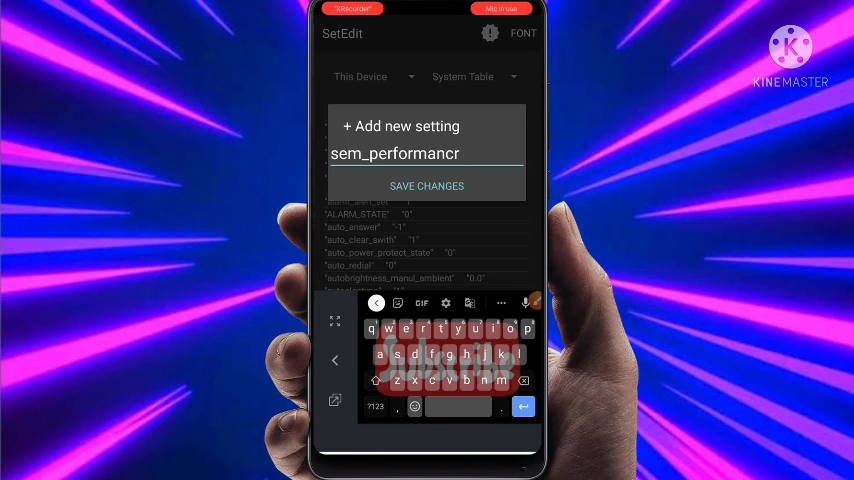 "XRecorder"
Mic in use
SetEdit
FONT
This Device
System Table
KINEMASTER
+ Add new setting
sem_performancr
SAVE CHANGES
"ALARM_STATE" "0"
"auto_answer" "-1"
"auto_clear_swith" "1"
"auto_power_protect_state" "0"
"auto_redial" "0"
"autobrightness_manul_ambient" "0.0"
GIF
q w e r t y u i o p
a s d f g h j k l
Subscribe
z x c v b n m
?123 , .